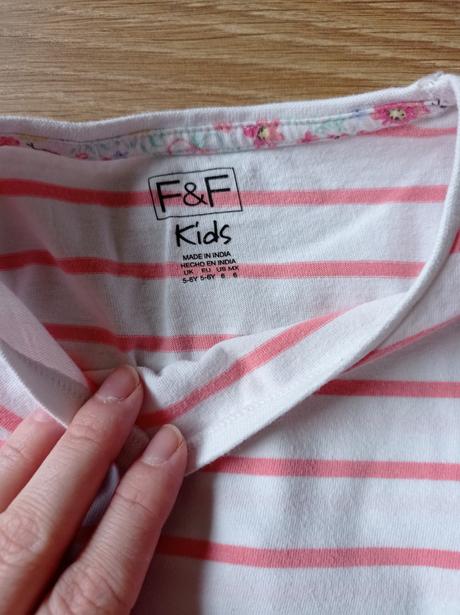 F&F
Kids
MADE IN INDIA
HECHO EN INDIA
UK EU US MX
5-6Y 5-6Y 6 6